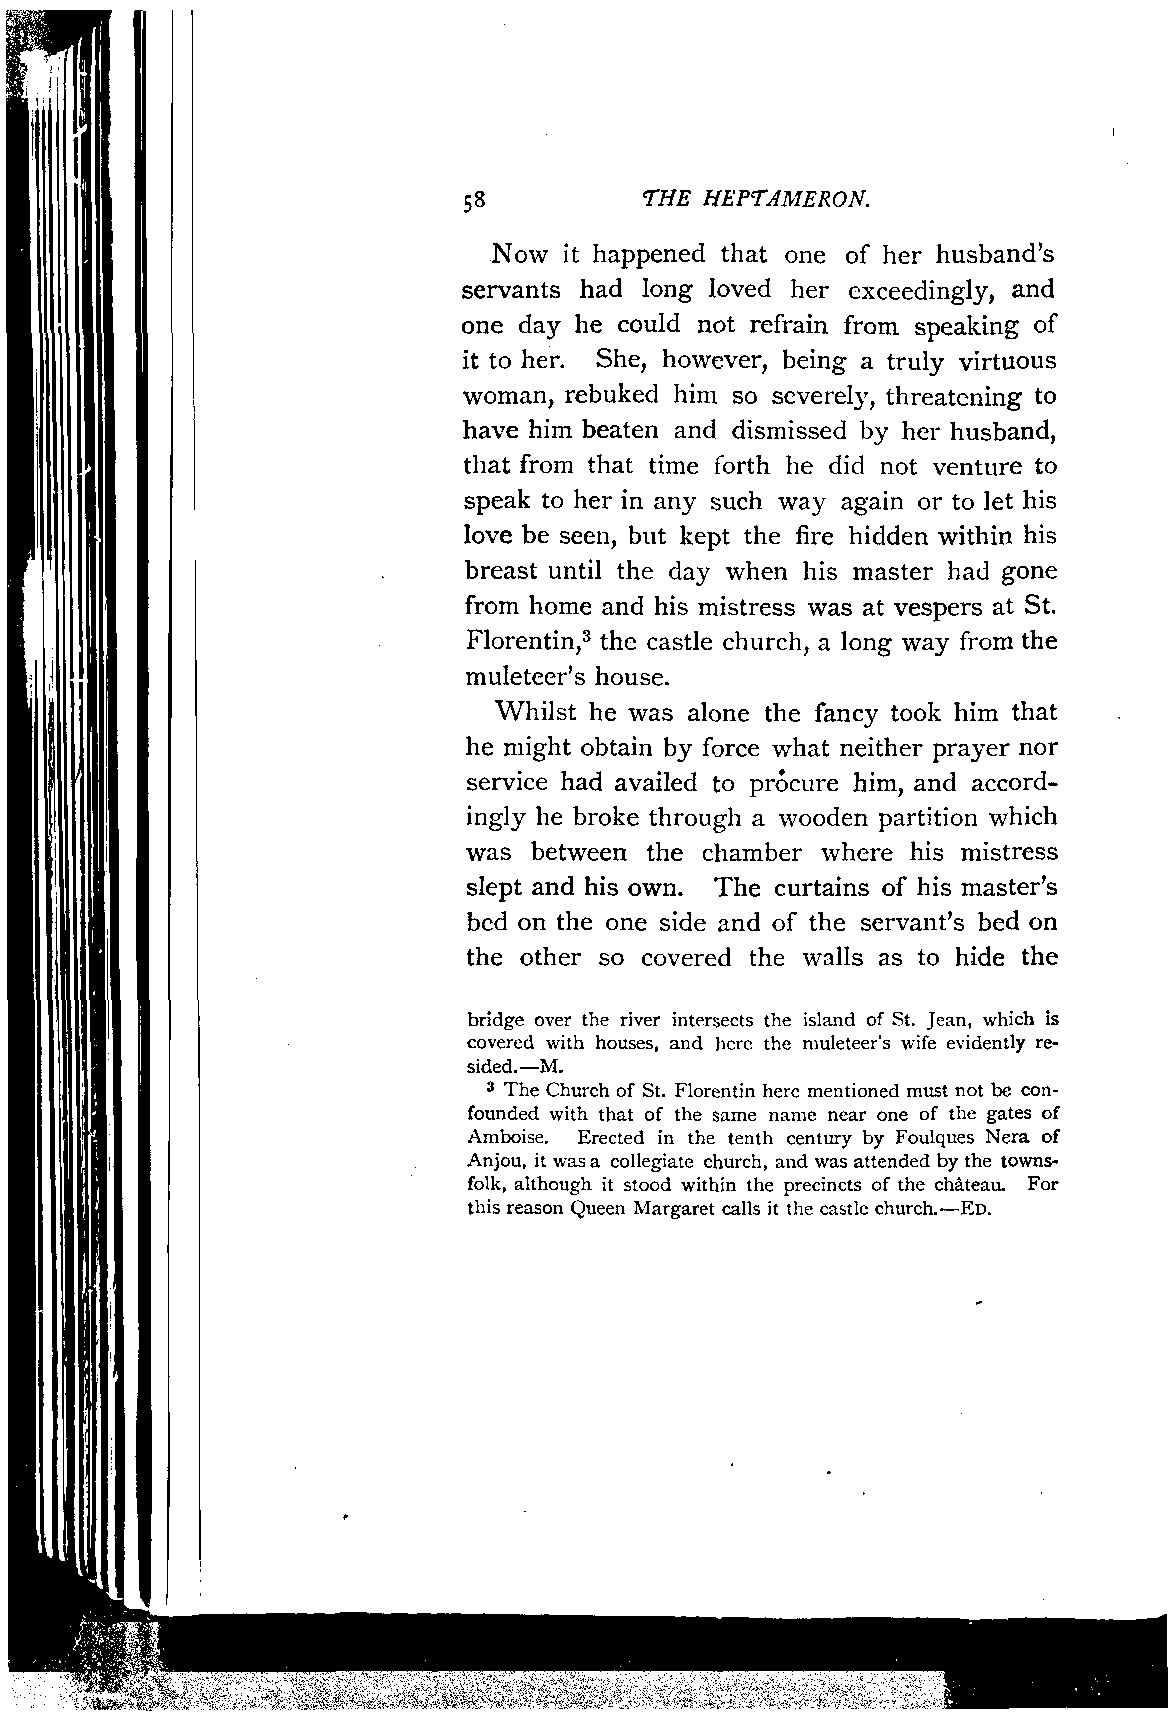 58 THE HEPTAMERON.
Now it happened that one of her husband's
servants had long loved her exceedingly, and
one day he could not refrain from speaking of
it to her. She, however, being a truly virtuous
woman, rebuked him so severely, threatening to
have him beaten and dismissed by her husband,
that from that time forth he did not venture to
speak to her in any such way again or to let his
love be seen, but kept the fire hidden within his
breast until the day when his master had gone
from home and his mistress was at vespers at St.
Florentin,³ the castle church, a long way from the
muleteer's house.
Whilst he was alone the fancy took him that
he might obtain by force what neither prayer nor
service had availed to procure him, and accord-
ingly he broke through a wooden partition which
was between the chamber where his mistress
slept and his own. The curtains of his master's
bed on the one side and of the servant's bed on
the other so covered the walls as to hide the
bridge over the river intersects the island of St. Jean, which is
covered with houses, and here the muleteer's wife evidently re-
sided.—M.
³ The Church of St. Florentin here mentioned must not be con-
founded with that of the same name near one of the gates of
Amboise. Erected in the tenth century by Foulques Nera of
Anjou, it was a collegiate church, and was attended by the towns-
folk, although it stood within the precincts of the château. For
this reason Queen Margaret calls it the castle church.—ED.